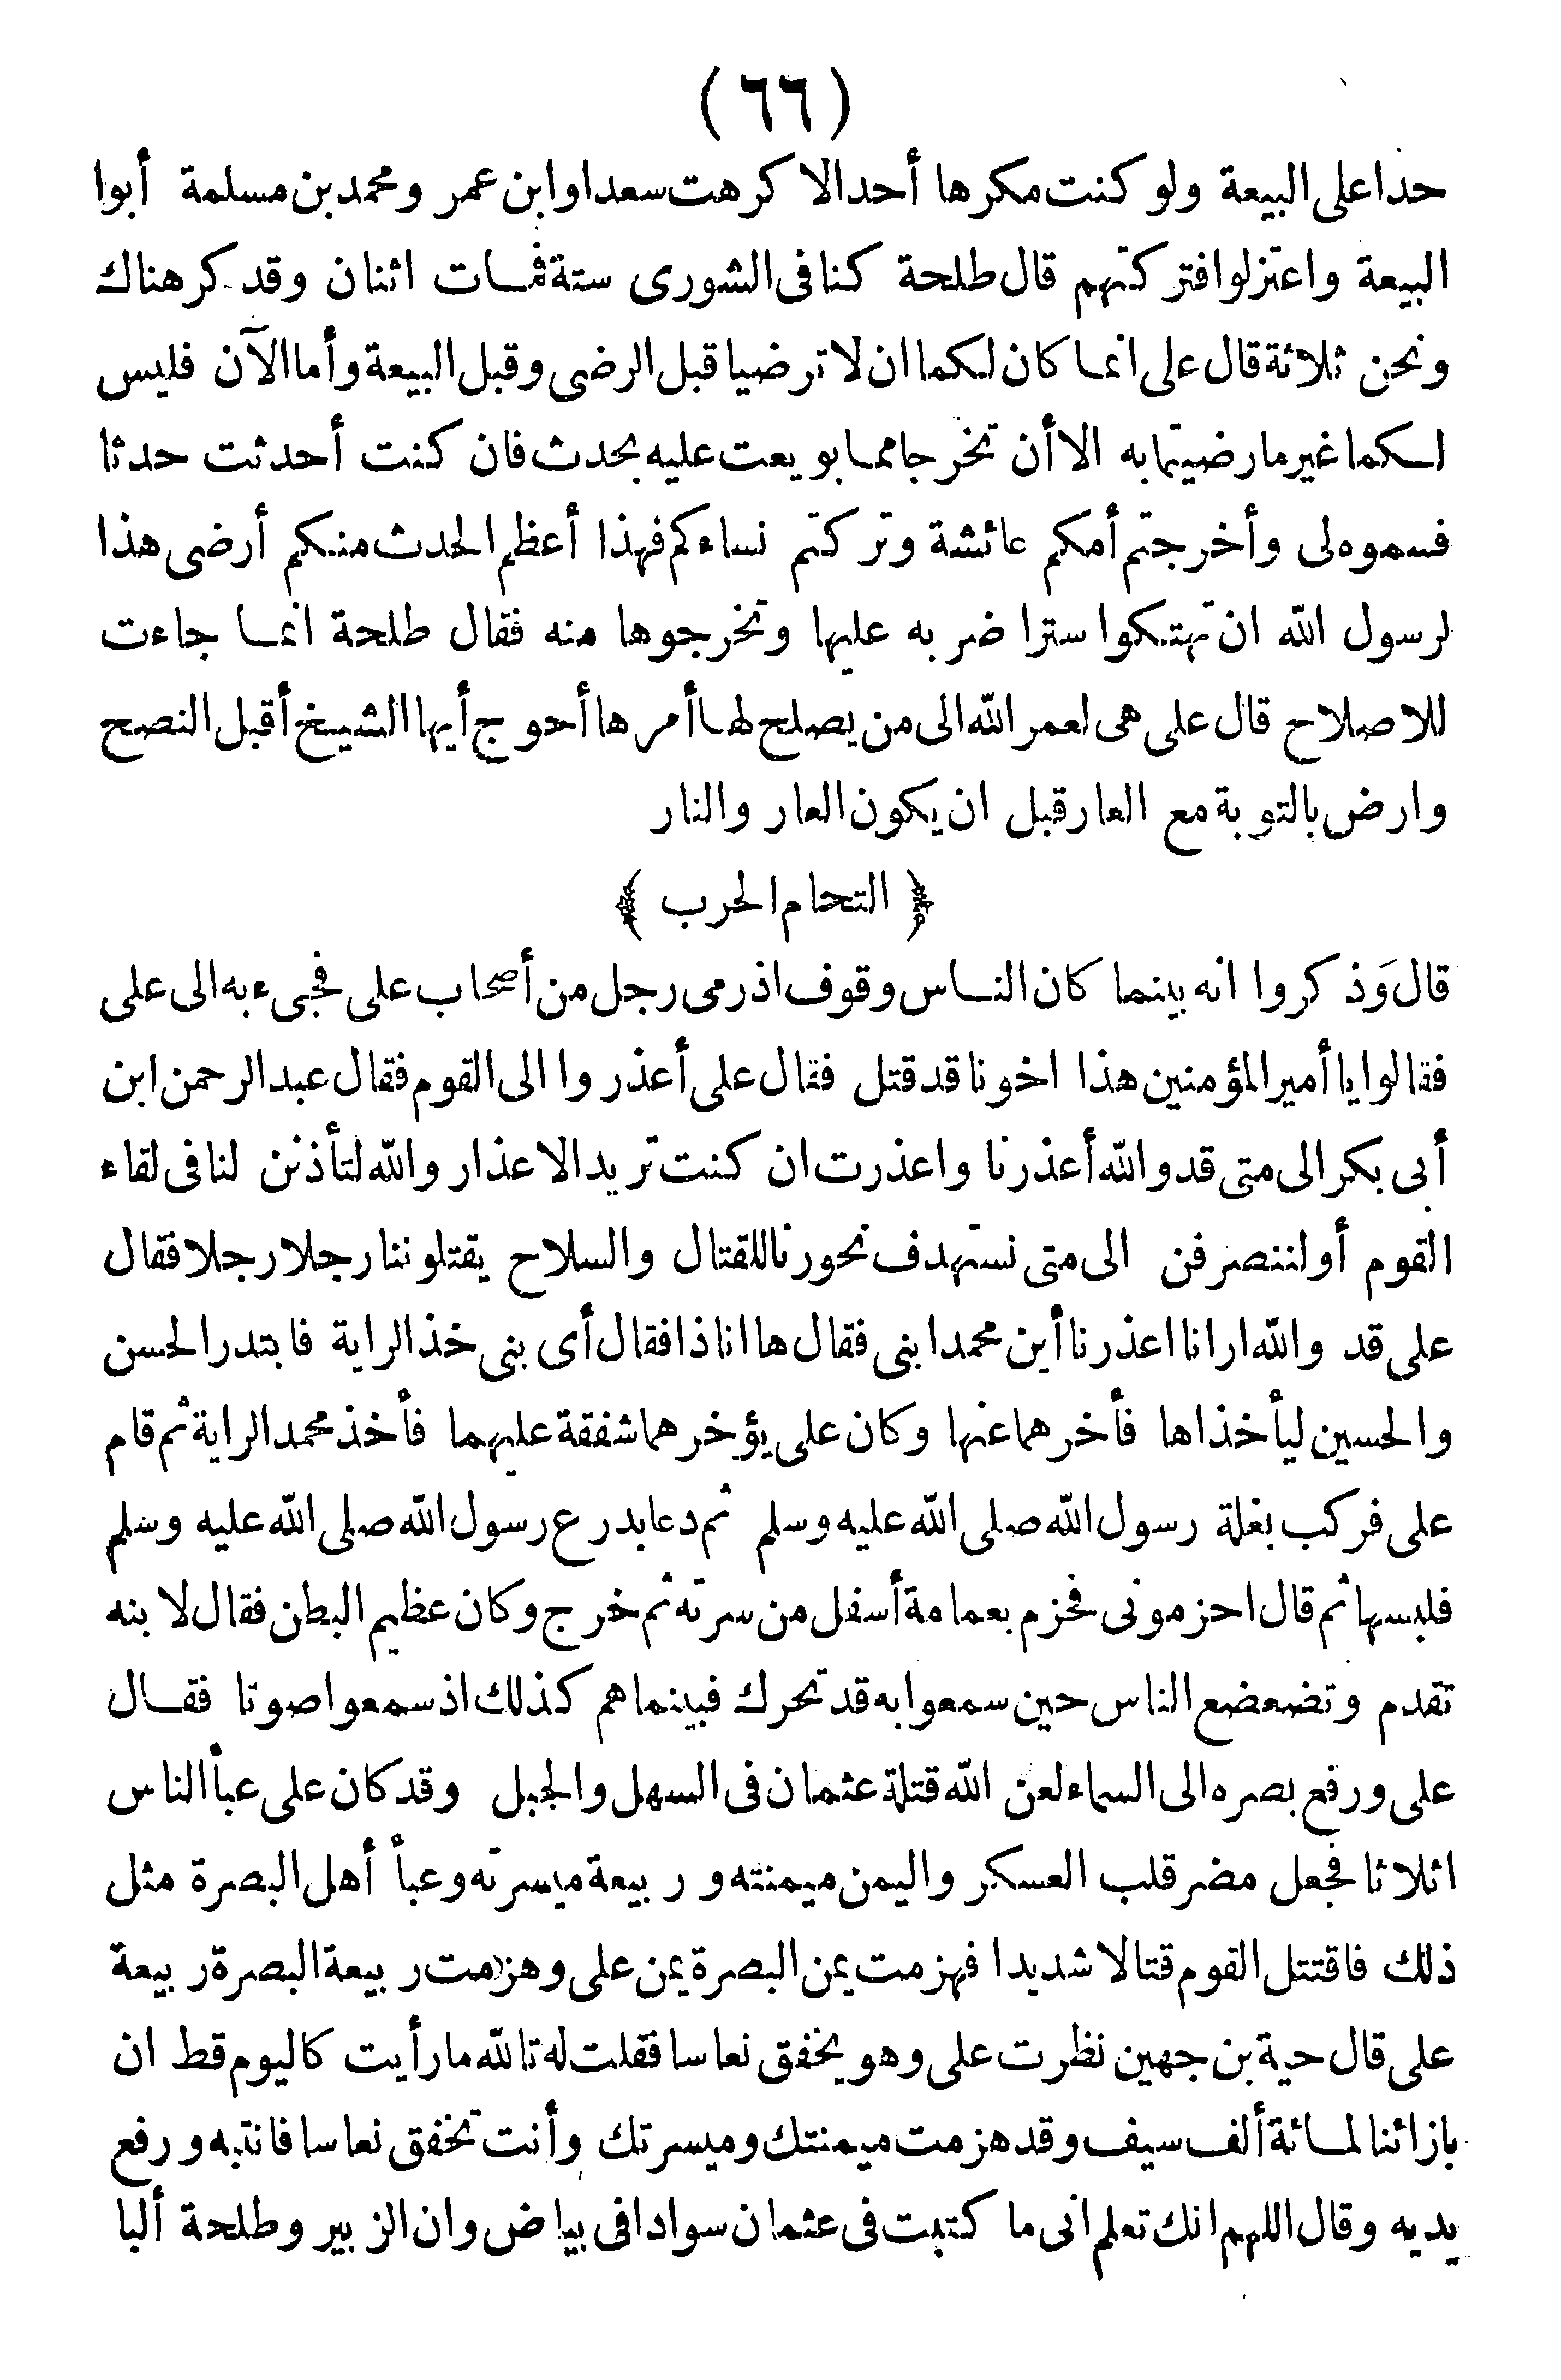 (٦٦)
حدا على البيعة ولو كنت مكرها أحدا لاكرهت سعدا وابن عمر ومحمد بن مسلمة أبوا
البيعة واعتزلوا فتركتهم قال طلحة كنا فى الشورى ستة فمات اثنان وقد كرهناك
ونحن ثلاثة قال على انما كان لكما ان لا ترضيا قبل الرضى وقبل البيعة وأما الآن فليس
لكما غير ما رضيتما به الا أن تخرجا مما بويعت عليه بحدث فان كنت أحدثت حدثا
فسموه لى وأخرجتم أمكم عائشة وتركتم نساءكم فهذا أعظم الحدث منكم أرضى هذا
لرسول الله ان تهتكوا سترا ضربه عليها وتخرجوها منه فقال طلحة انما جاءت
للاصلاح قال على هى لعمر الله الى من يصلح لها أمرها أحوج أيها الشيخ أقبل النصح
وارض بالتوبة مع العار قبل ان يكون العار والنار
﴿ التحام الحرب ﴾
قال وَذكروا انه بينما كان الناس وقوف اذ رمى رجل من أصحاب على فجىء به الى على
فقالوا يا أمير المؤمنين هذا اخونا قد قتل فقال على أعذروا الى القوم فقال عبد الرحمن ابن
أبى بكر الى متى قد والله أعذرنا واعذرت ان كنت تريد الاعذار والله لتأذنن لنا فى لقاء
القوم أو لننصرفن الى متى نستهدف نحورنا للقتال والسلاح يقتلوننا رجلا رجلا فقال
على قد والله ارانا اعذرنا أين محمد ابنى فقال ها انا ذا فقال أى بنى خذ الراية فابتدر الحسن
والحسين ليأخذاها فأخرهما عنها وكان على يؤخرهما شفقة عليهما فأخذ محمد الراية ثم قام
على فركب بغلة رسول الله صلى الله عليه وسلم ثم دعا بدرع رسول الله صلى الله عليه وسلم
فلبسها ثم قال احزمونى فحزم بعمامة أسفل من سرته ثم خرج وكان عظيم البطن فقال لابنه
تقدم وتضعضع الناس حين سمعوا به قد تحرك فبينما هم كذلك اذ سمعوا صوتا فقال
على ورفع بصره الى السماء لعن الله قتلة عثمان فى السهل والجبل وقد كان على عبأ الناس
اثلاثا فجعل مضر قلب العسكر واليمن ميمنته وربيعة ميسرته وعبأ أهل البصرة مثل
ذلك فاقتتل القوم قتالا شديدا فهزمت يمن البصرة يمن على وهزمت ربيعة البصرة ربيعة
على قال حية بن جهين نظرت على وهو يخفق نعاسا فقلت له تالله ما رأيت كاليوم قط ان
بازائنا لمائة ألف سيف وقد هزمت ميمنتك وميسرتك وأنت تخفق نعاسا فانتبه ورفع
يديه وقال اللهم انك تعلم انى ما كتبت فى عثمان سوادا فى بياض وان الزبير وطلحة ألبا